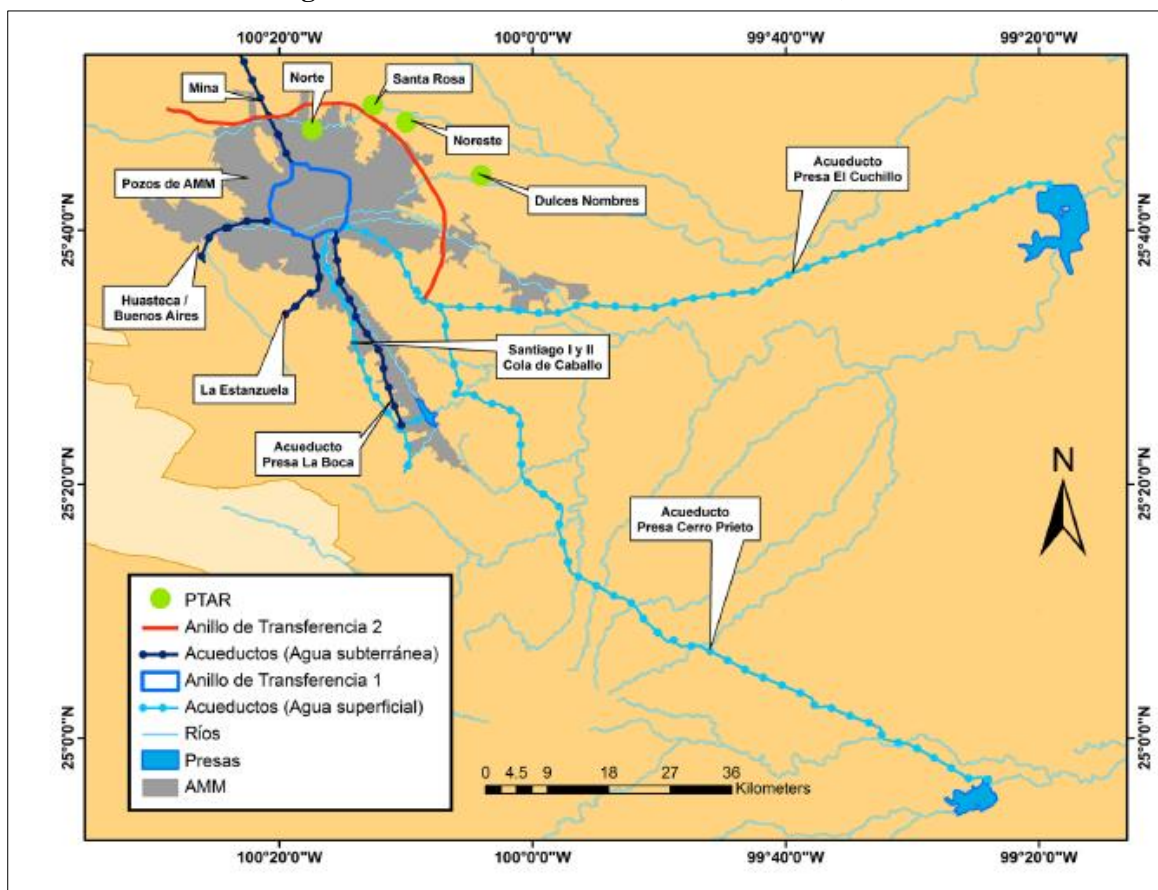 100°20'0"W 100°0'0"W 99°40'0"W 99°20'0"W
Mina
Norte
Santa Rosa
Noreste
Pozos de AMM
Dulces Nombres
Acueducto
Presa El Cuchillo
25°40'0"N
25°40'0"N
Huasteca /
Buenos Aires
Santiago I y II
Cola de Caballo
La Estanzuela
Acueducto
Presa La Boca
N
25°20'0"N
25°20'0"N
Acueducto
Presa Cerro Prieto
PTAR
Anillo de Transferencia 2
Acueductos (Agua subterránea)
Anillo de Transferencia 1
Acueductos (Agua superficial)
Ríos
Presas
AMM
25°0'0"N
25°0'0"N
0 4.5 9 18 27 36
Kilometers
100°20'0"W 100°0'0"W 99°40'0"W 99°20'0"W